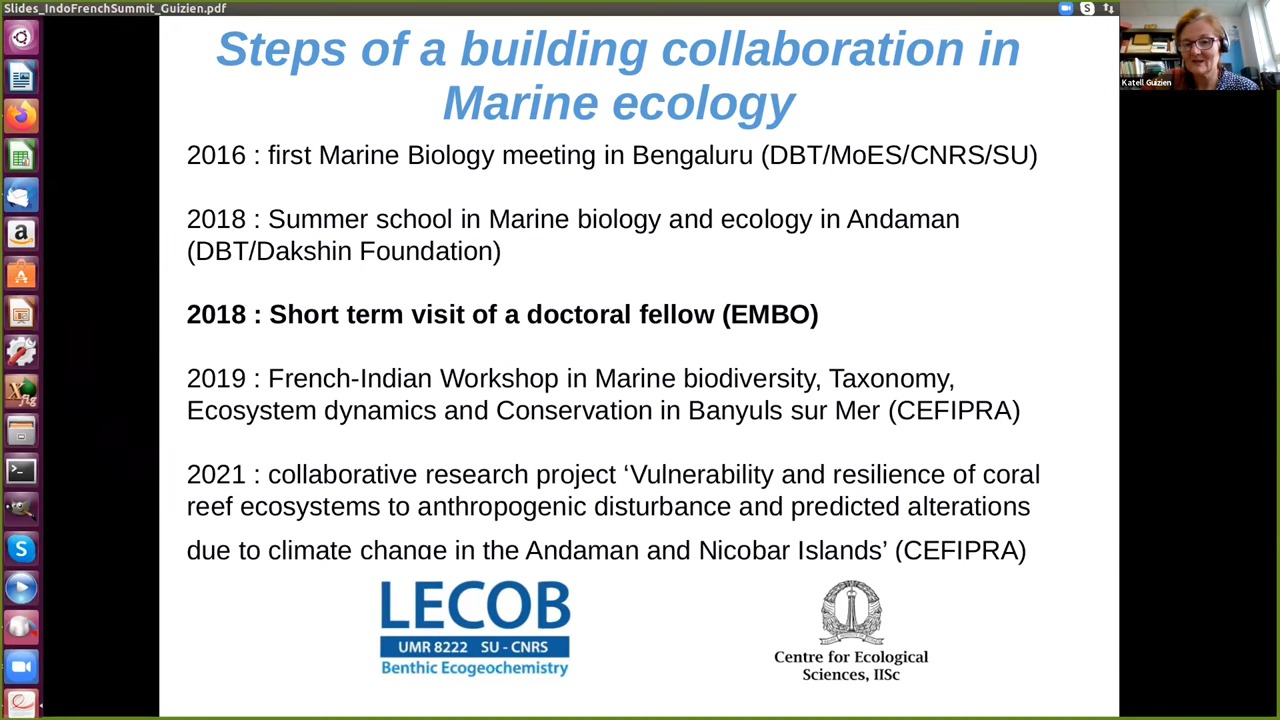 Slides_IndoFrenchSummit_Guizien.pdf
Katell Guizien
Steps of a building collaboration in
Marine ecology
2016 : first Marine Biology meeting in Bengaluru (DBT/MoES/CNRS/SU)
2018 : Summer school in Marine biology and ecology in Andaman
(DBT/Dakshin Foundation)
2018 : Short term visit of a doctoral fellow (EMBO)
2019 : French-Indian Workshop in Marine biodiversity, Taxonomy,
Ecosystem dynamics and Conservation in Banyuls sur Mer (CEFIPRA)
2021 : collaborative research project ‘Vulnerability and resilience of coral
reef ecosystems to anthropogenic disturbance and predicted alterations
due to climate change in the Andaman and Nicobar Islands’ (CEFIPRA)
LECOB
UMR 8222 SU - CNRS
Benthic Ecogeochemistry
Centre for Ecological
Sciences, IISc